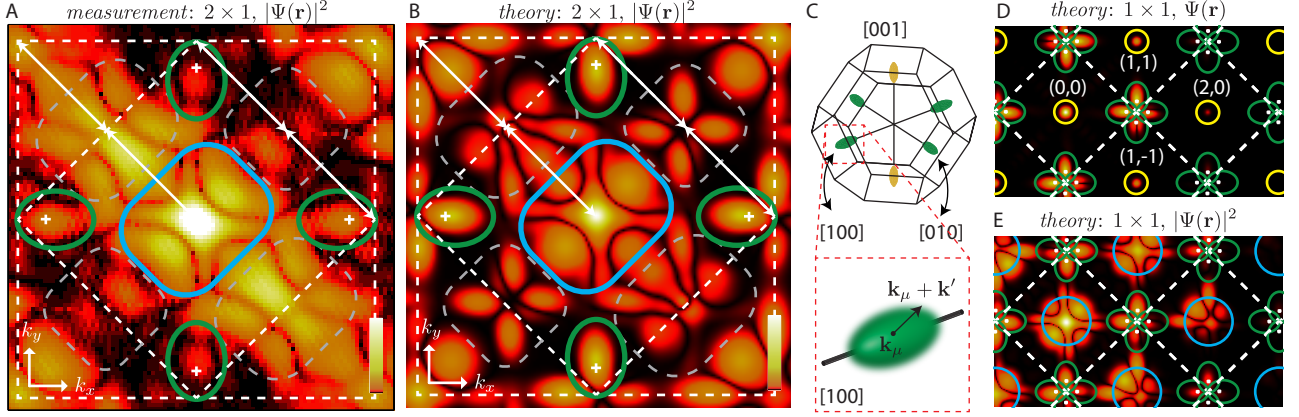 A measurement: 2 × 1, |Ψ(r)|²
k_y
k_x
B theory: 2 × 1, |Ψ(r)|²
k_y
k_x
C
[001]
[100]
[010]
k_μ + k′
k_μ
[100]
D theory: 1 × 1, Ψ(r)
(1,1)
(0,0)
(2,0)
(1,-1)
E theory: 1 × 1, |Ψ(r)|²